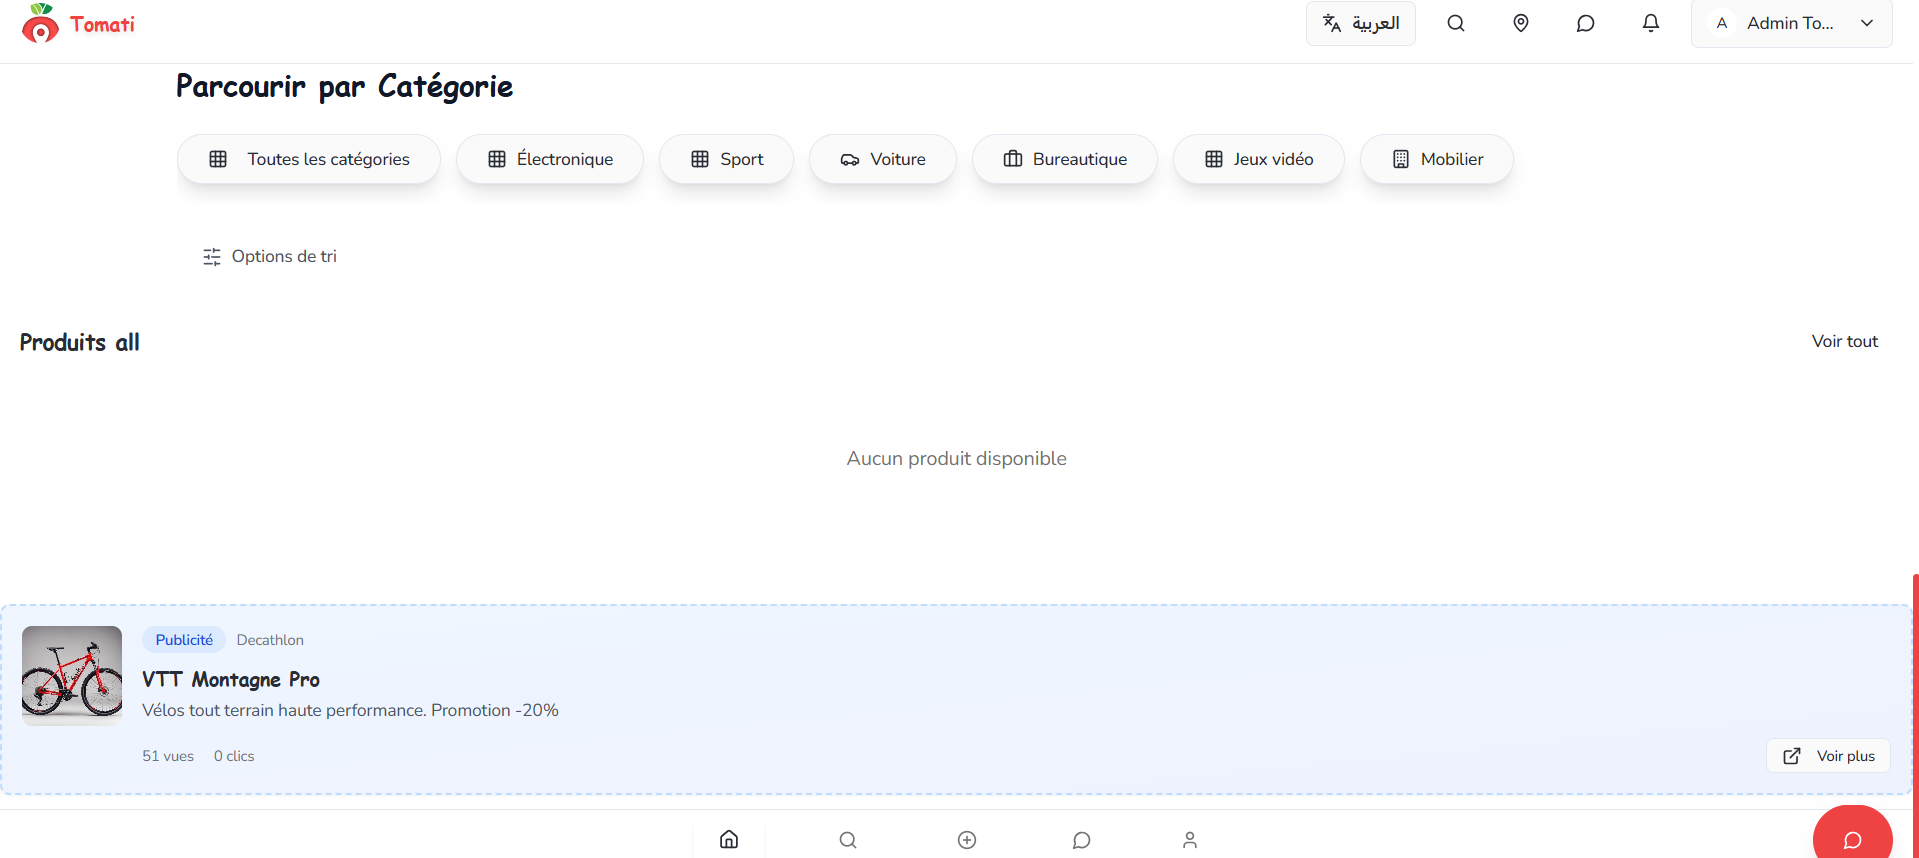 Tomati
العربية
A
Admin To...
Parcourir par Catégorie
Toutes les catégories
Électronique
Sport
Voiture
Bureautique
Jeux vidéo
Mobilier
Options de tri
Produits all
Voir tout
Aucun produit disponible
Publicité
Decathlon
VTT Montagne Pro
Vélos tout terrain haute performance. Promotion -20%
51 vues
0 clics
Voir plus